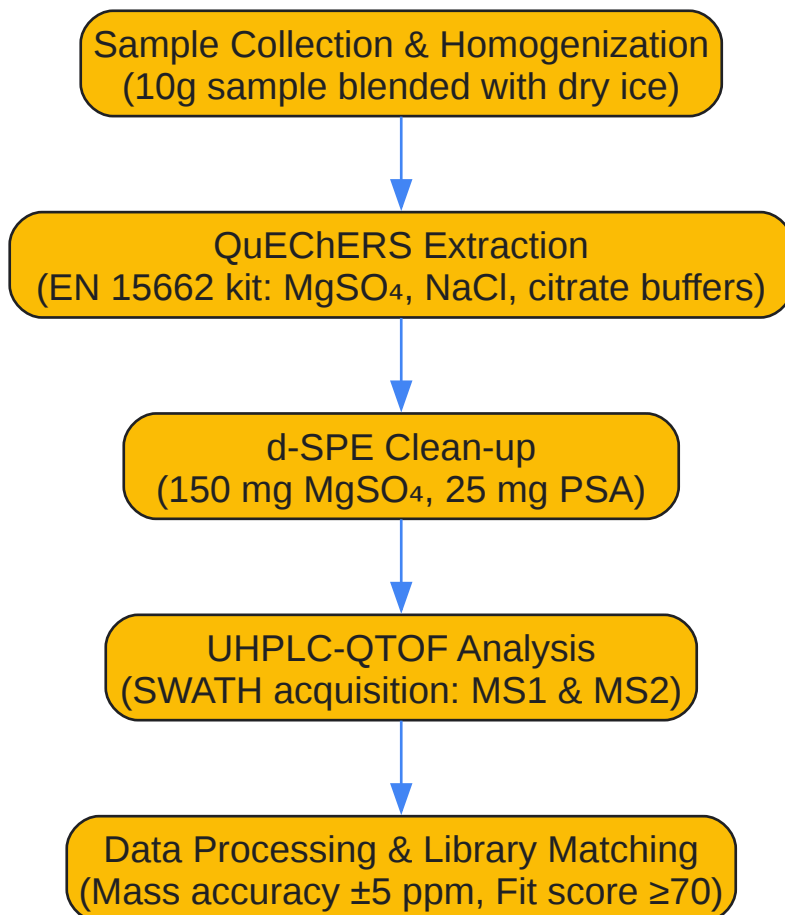 Sample Collection & Homogenization
(10g sample blended with dry ice)
QuEChERS Extraction
(EN 15662 kit: MgSO₄, NaCl, citrate buffers)
d-SPE Clean-up
(150 mg MgSO₄, 25 mg PSA)
UHPLC-QTOF Analysis
(SWATH acquisition: MS1 & MS2)
Data Processing & Library Matching
(Mass accuracy ±5 ppm, Fit score ≥70)